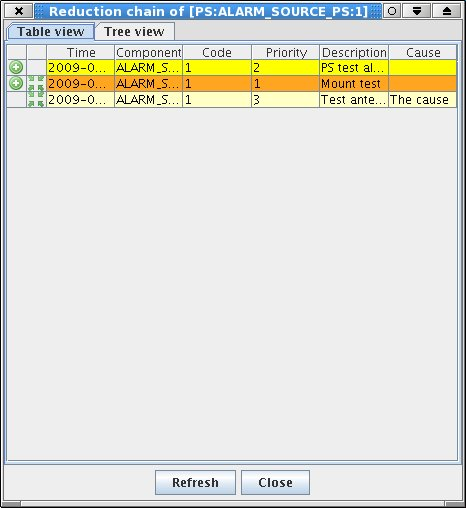 Reduction chain of [PS:ALARM_SOURCE_PS:1]
Table view Tree view
Time Component Code Priority Description Cause
2009-0... ALARM_S... 1 2 PS test al...
2009-0... ALARM_S... 1 1 Mount test
2009-0... ALARM_S... 1 3 Test ante... The cause
Refresh Close